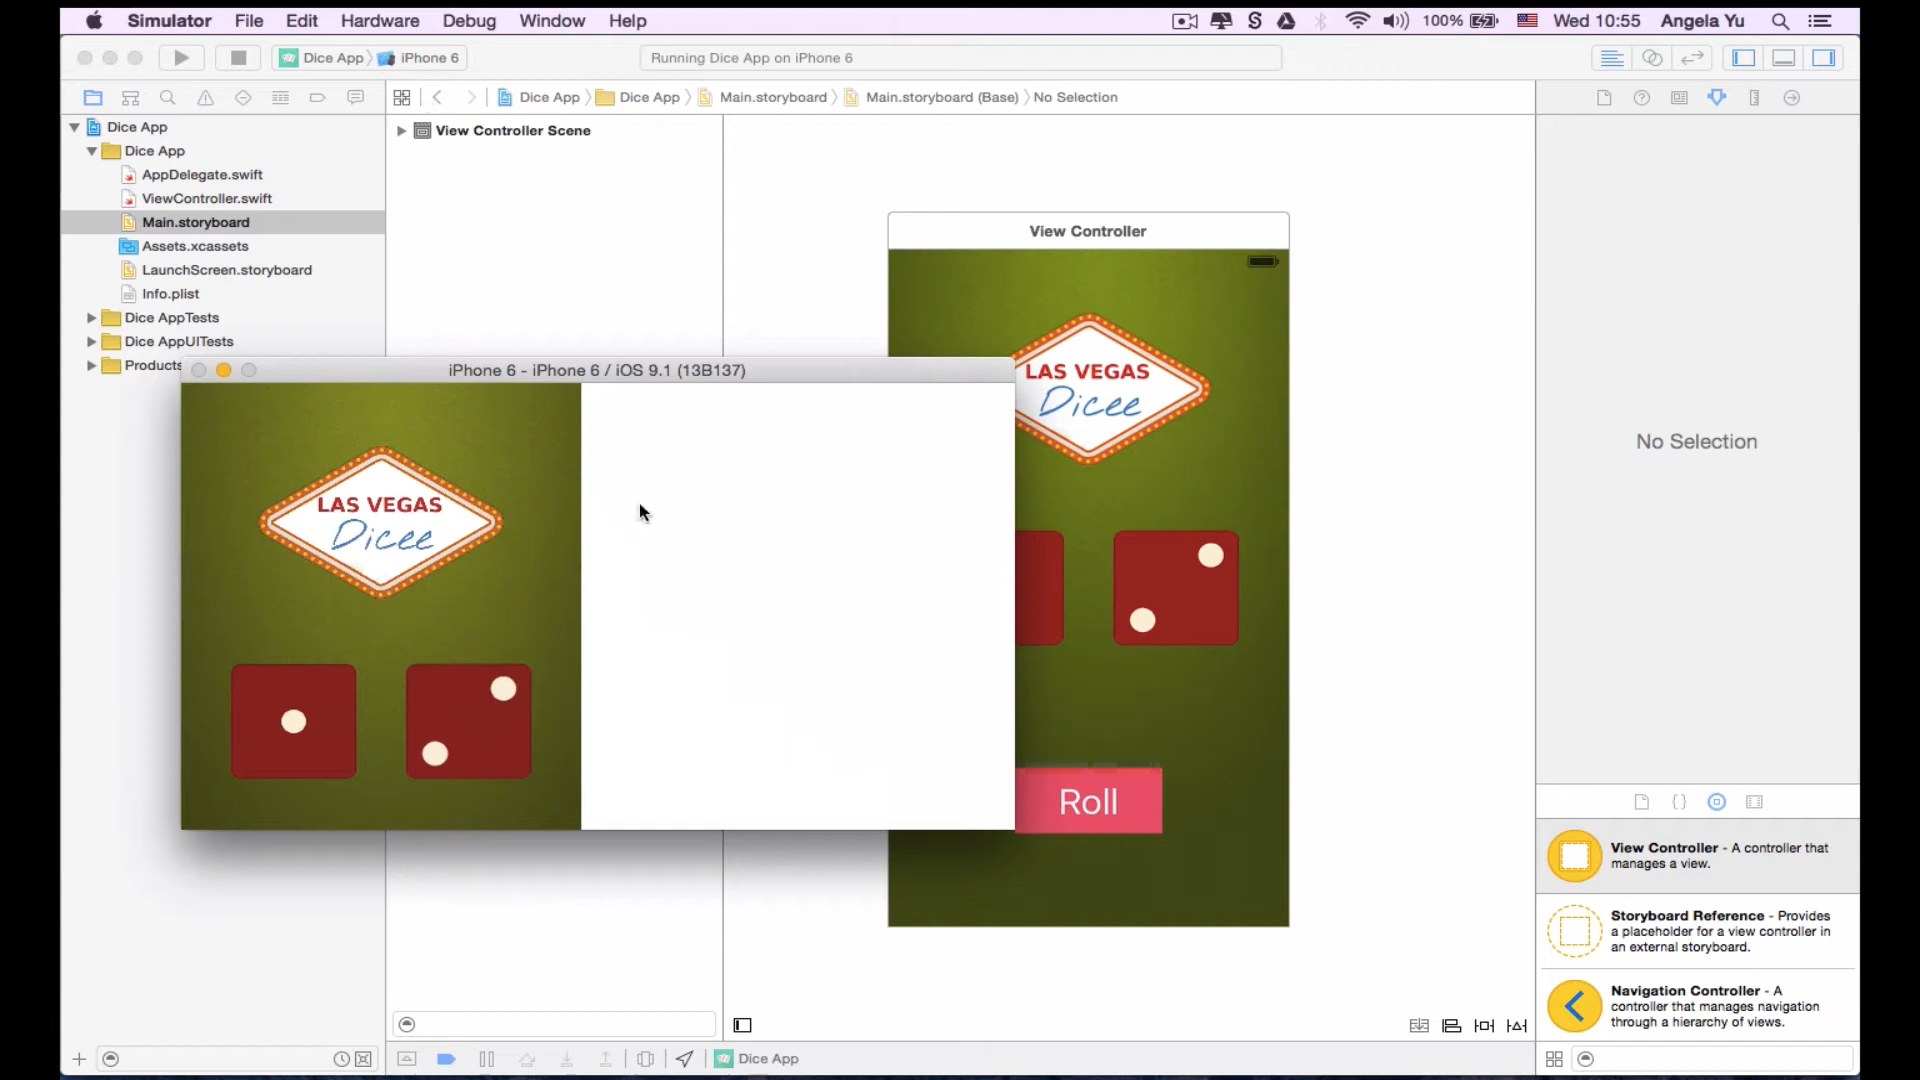 Simulator File Edit Hardware Debug Window Help 100% Wed 10:55 Angela Yu
Dice App iPhone 6 Running Dice App on iPhone 6
Dice App Dice App Main.storyboard Main.storyboard (Base) No Selection
Dice App
Dice App
AppDelegate.swift
ViewController.swift
Main.storyboard
Assets.xcassets
LaunchScreen.storyboard
Info.plist
Dice AppTests
Dice AppUITests
Products
View Controller Scene
View Controller
LAS VEGAS
Dicee
Roll
iPhone 6 - iPhone 6 / iOS 9.1 (13B137)
LAS VEGAS
Dicee
No Selection
View Controller - A controller that
manages a view.
Storyboard Reference - Provides
a placeholder for a view controller in
an external storyboard.
Navigation Controller - A
controller that manages navigation
through a hierarchy of views.
Dice App